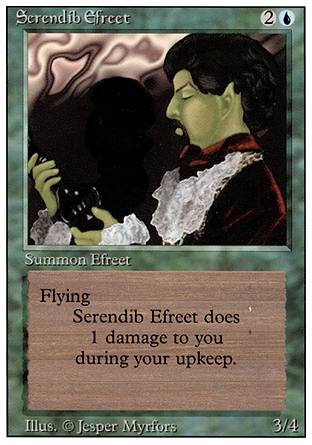 Serendib Efreet 2
Summon Efreet
Flying
Serendib Efreet does
1 damage to you
during your upkeep.
Illus. © Jesper Myrfors 3/4